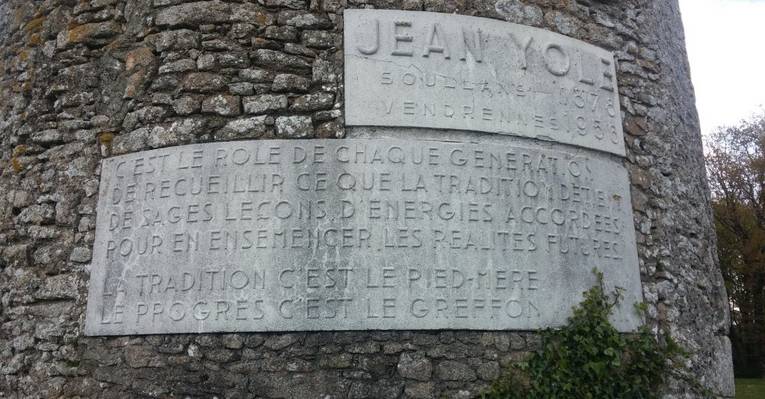 JEAN YOLE
SOULLANS 1878
VENDRENNES 1956
C'EST LE ROLE DE CHAQUE GENERATION
DE RECUEILLIR CE QUE LA TRADITION DETIENT
DE SAGES LEÇONS D'ENERGIES ACCORDEES
POUR EN ENSEMENCER LES REALITES FUTURES
LA TRADITION C'EST LE PIED-MERE
LE PROGRES C'EST LE GREFFON